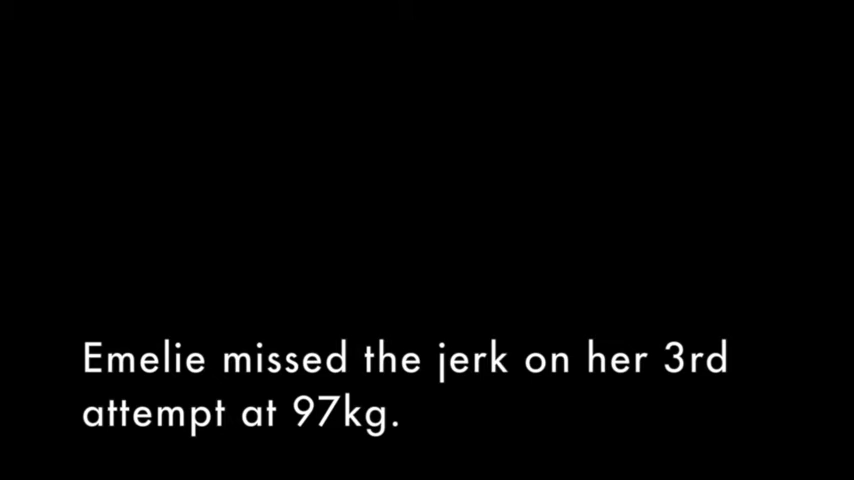 Emelie missed the jerk on her 3rd
attempt at 97kg.